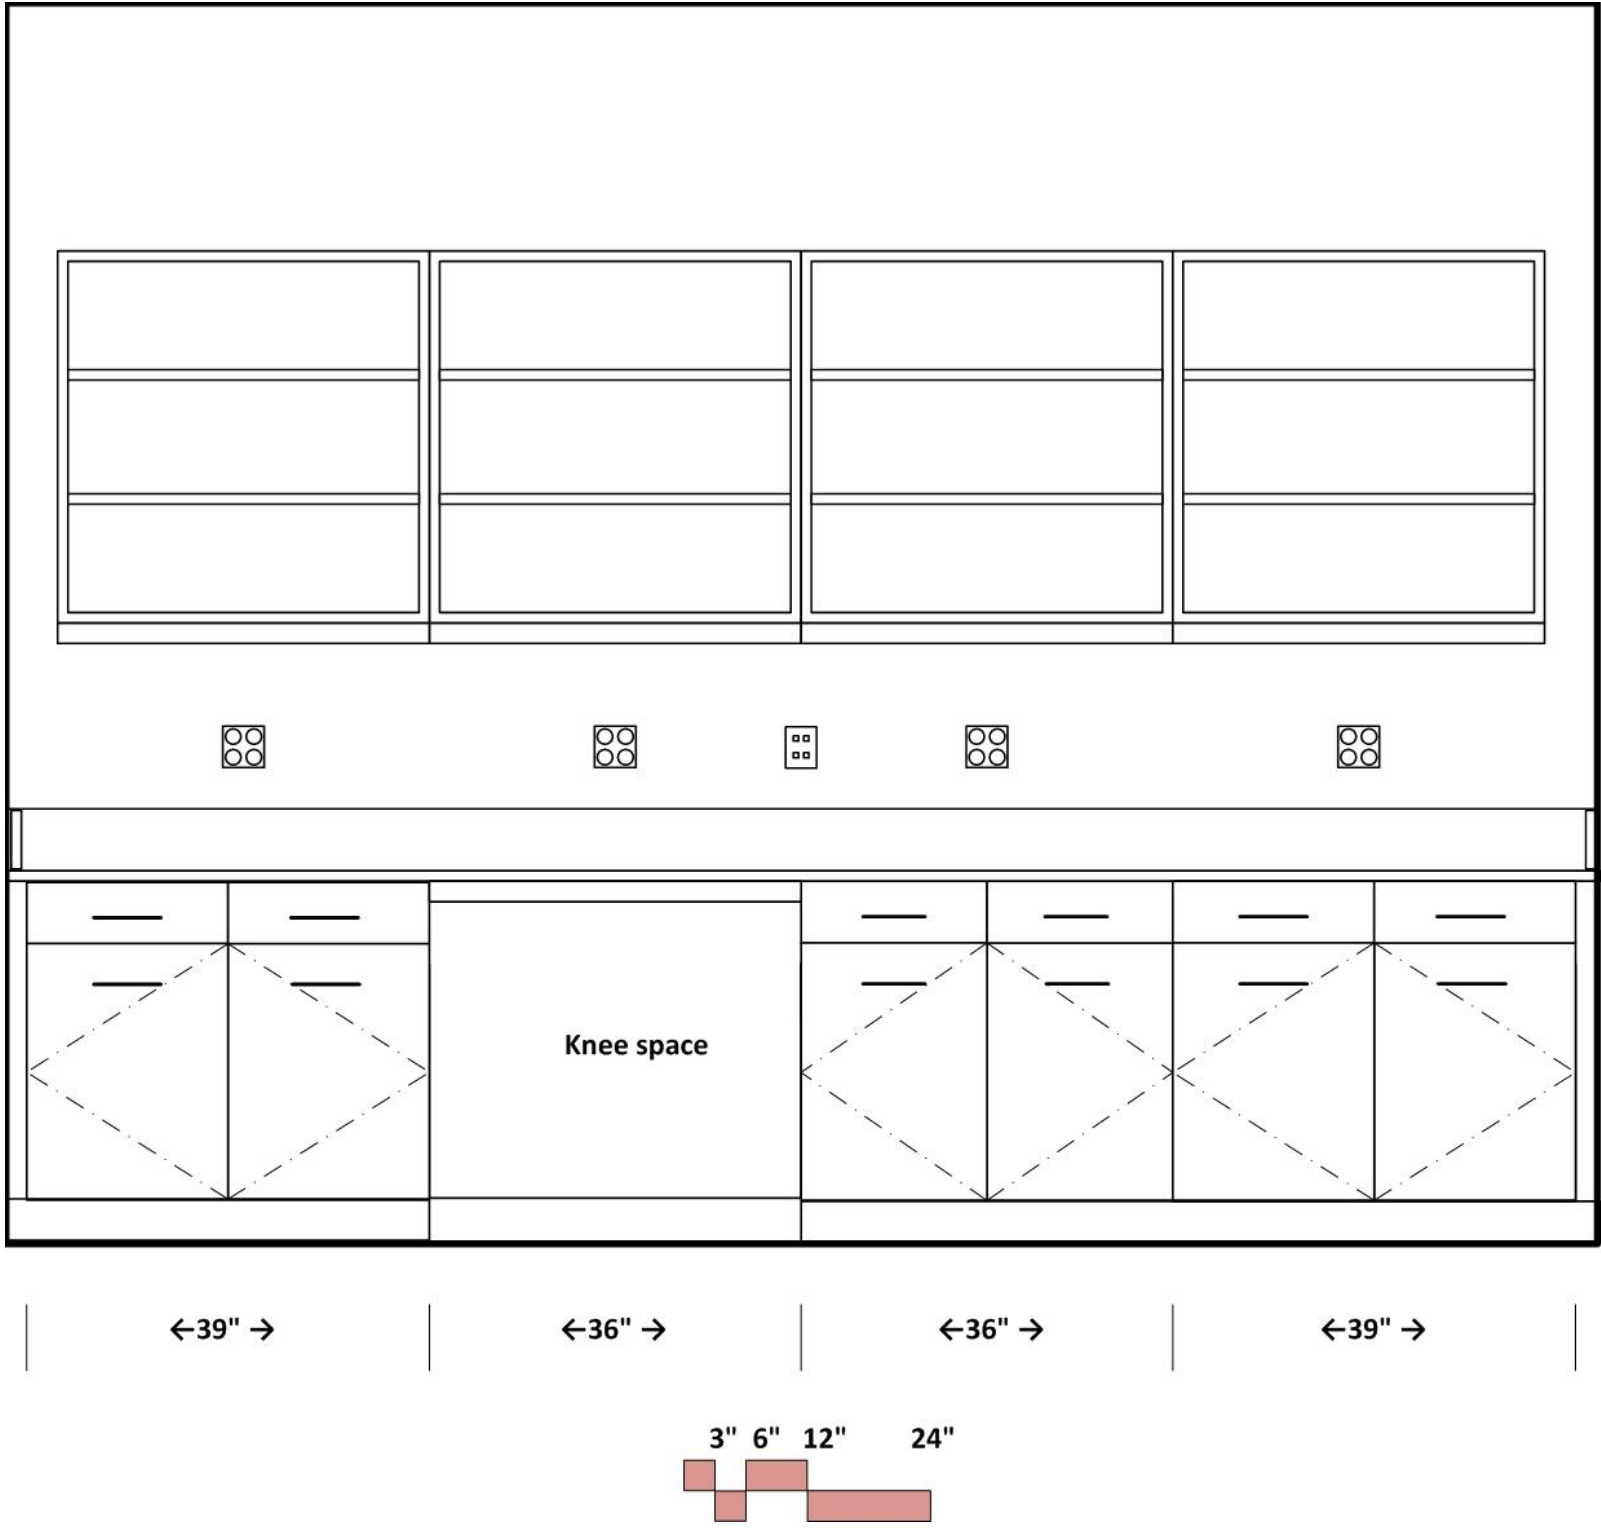 Knee space
←39" → ←36" → ←36" → ←39" →
3" 6" 12" 24"